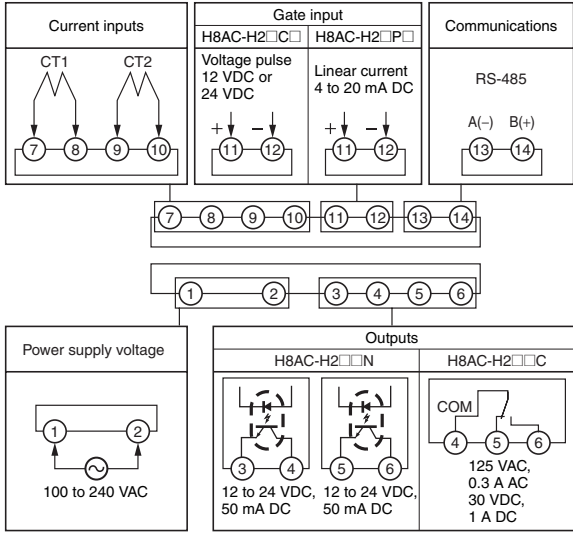 Current inputs
CT1 CT2
7 8 9 10
Gate input
H8AC-H2□C□ H8AC-H2□P□
Voltage pulse
12 VDC or
24 VDC
+ −
11 12
Linear current
4 to 20 mA DC
+ −
11 12
Communications
RS-485
A(−) B(+)
13 14
7 8 9 10 11 12 13 14
1 2 3 4 5 6
Power supply voltage
1 2
100 to 240 VAC
Outputs
H8AC-H2□□N H8AC-H2□□C
3 4
12 to 24 VDC,
50 mA DC
5 6
12 to 24 VDC,
50 mA DC
COM
4 5 6
125 VAC,
0.3 A AC
30 VDC,
1 A DC